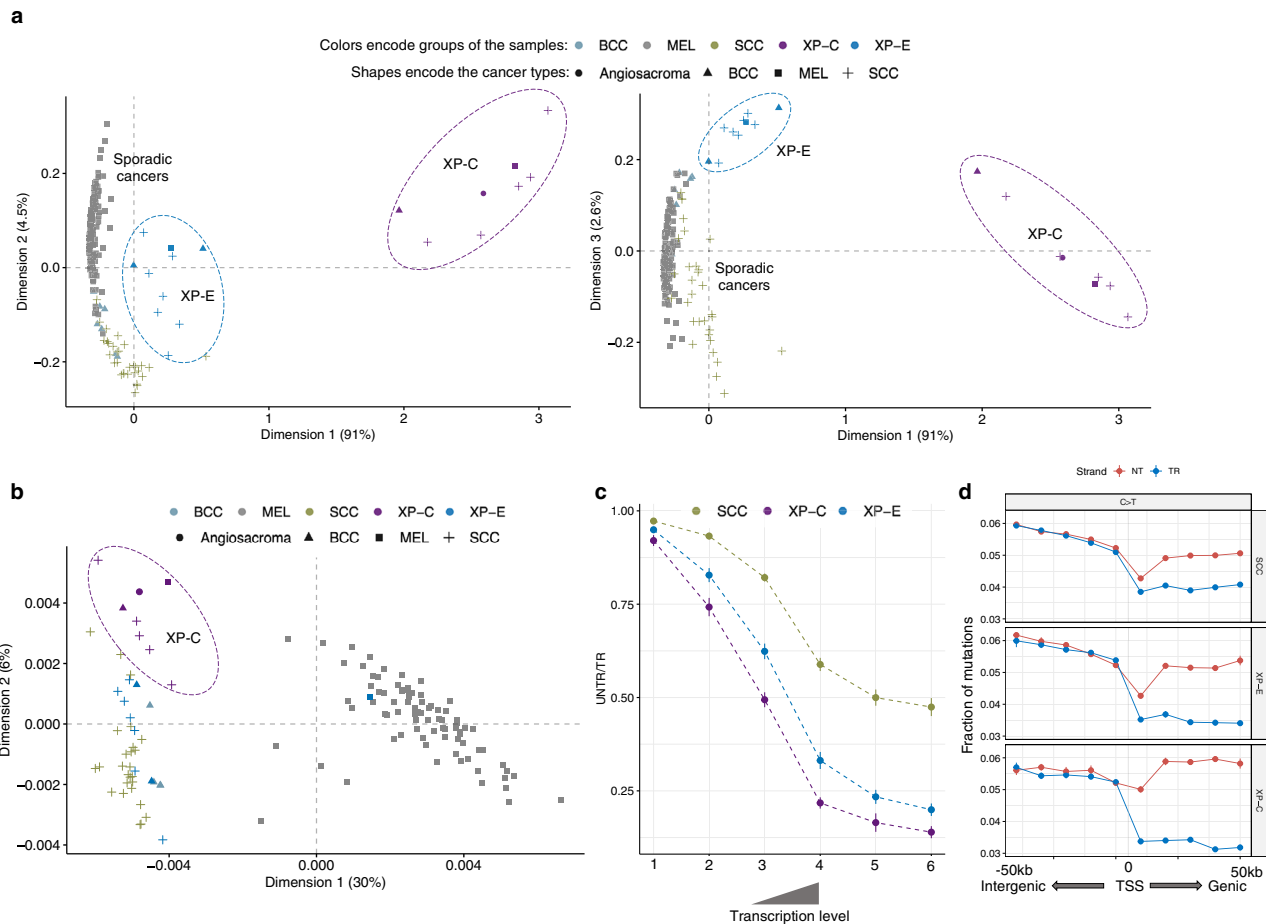 a
Colors encode groups of the samples: BCC MEL SCC XP−C XP−E
Shapes encode the cancer types: Angiosacroma BCC MEL SCC
Dimension 2 (4.5%)
0.2
0.0
−0.2
Sporadic
cancers
XP-C
XP-E
0 1 2 3
Dimension 1 (91%)
Dimension 3 (2.6%)
0.2
0.0
−0.2
XP-E
XP-C
Sporadic
cancers
0 1 2 3
Dimension 1 (91%)
b
BCC MEL SCC XP−C XP−E
Angiosacroma BCC MEL SCC
Dimension 2 (6%)
0.004
0.002
0.000
−0.002
−0.004
XP-C
−0.004 0.000 0.004
Dimension 1 (30%)
c
SCC XP−C XP−E
UNTR/TR
1.00
0.75
0.50
0.25
1 2 3 4 5 6
Transcription level
d
Strand NT TR
C>T
Fraction of mutations
0.06
0.05
0.04
0.03
SCC
0.06
0.05
0.04
0.03
XP−E
0.06
0.05
0.04
0.03
XP−C
-50kb 0 50kb
Intergenic TSS Genic